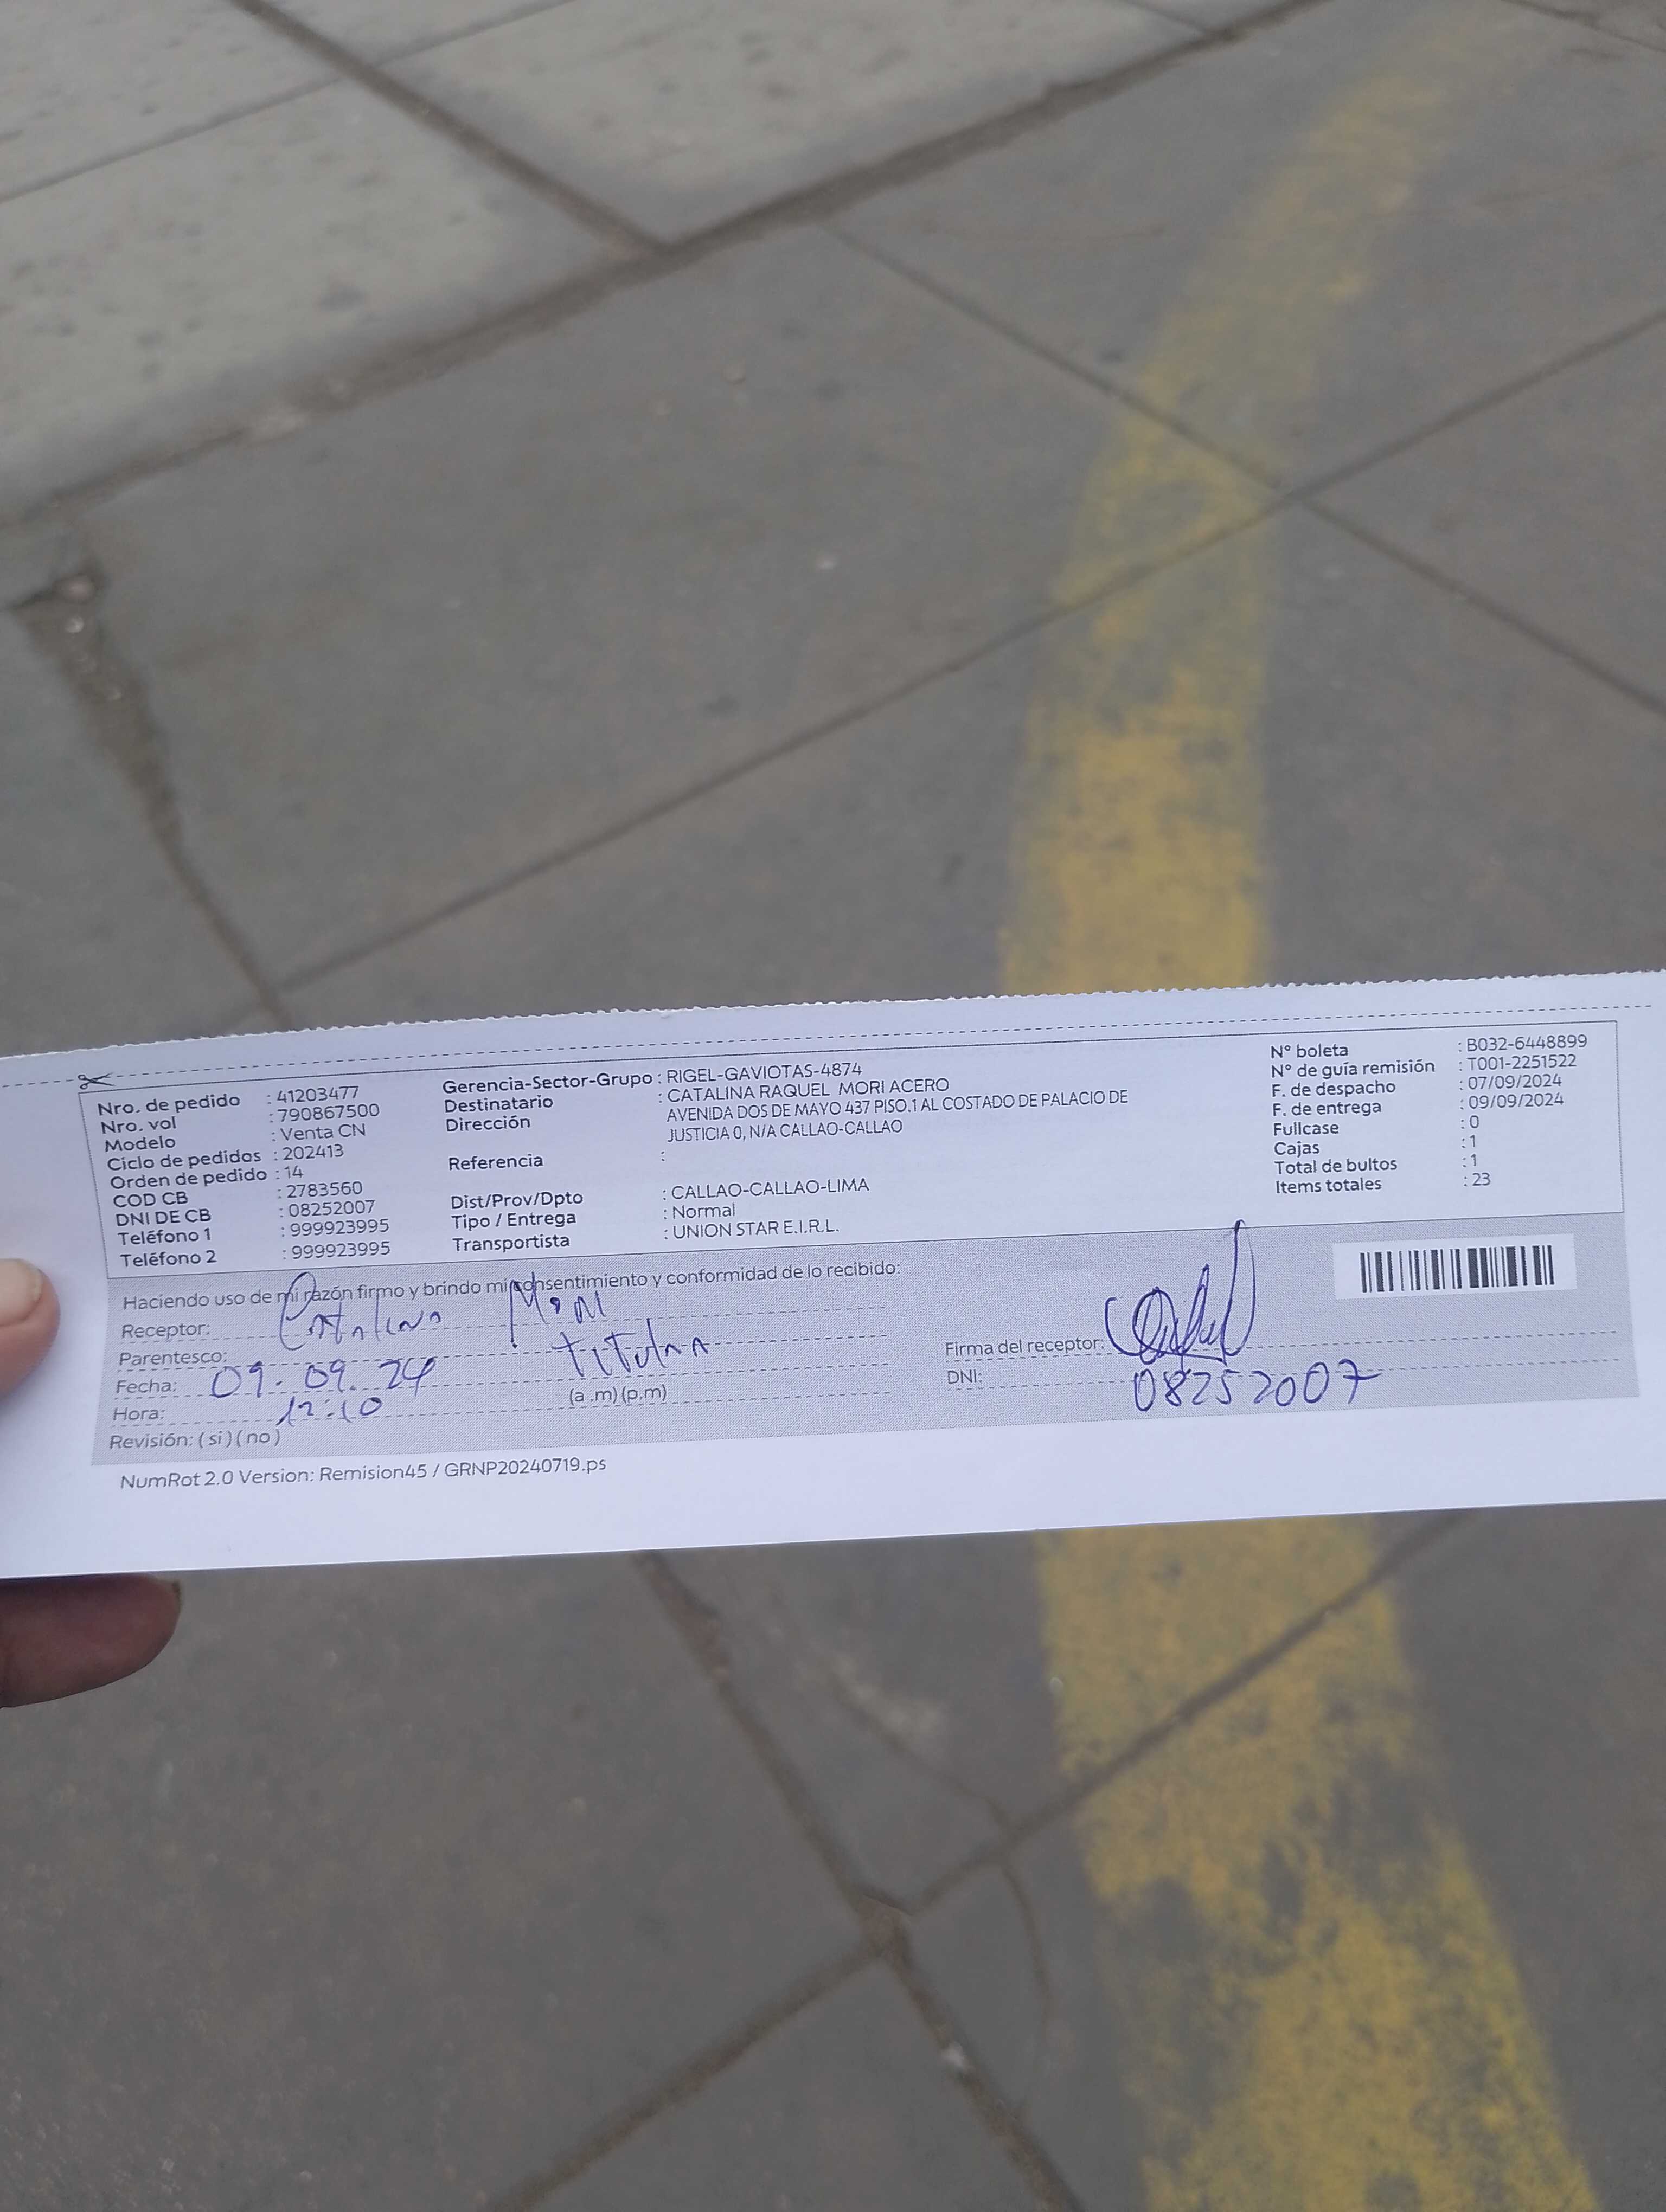 Nro. de pedido : 41203477
Nro. vol : 790867500
Modelo : Venta CN
Ciclo de pedidos : 202413
Orden de pedido : 14
COD CB : 2783560
DNI DE CB : 08252007
Teléfono 1 : 999923995
Teléfono 2 : 999923995
Gerencia-Sector-Grupo : RIGEL-GAVIOTAS-4874
Destinatario : CATALINA RAQUEL MORI ACERO
Dirección AVENIDA DOS DE MAYO 437 PISO.1 AL COSTADO DE PALACIO DE
JUSTICIA 0, N/A CALLAO-CALLAO
Referencia :
Dist/Prov/Dpto : CALLAO-CALLAO-LIMA
Tipo / Entrega : Normal
Transportista : UNION STAR E.I.R.L.
N° boleta : B032-6448899
N° de guía remisión : T001-2251522
F. de despacho : 07/09/2024
F. de entrega : 09/09/2024
Fullcase : 0
Cajas : 1
Total de bultos : 1
Items totales : 23
Haciendo uso de mi razón firmo y brindo mi consentimiento y conformidad de lo recibido:
Receptor: Catalina Mori
Parentesco: titular
Fecha: 09.09.24
Hora: 12:10 (a .m) (p.m)
Revisión: ( si ) ( no )
Firma del receptor:
DNI: 08252007
NumRot 2.0 Version: Remision45 / GRNP20240719.ps